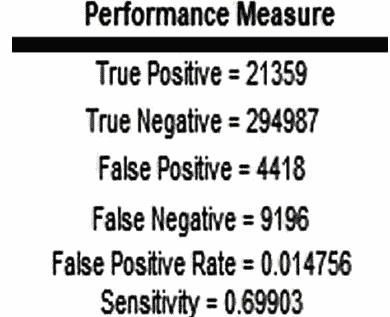 Performance Measure
True Positive = 21359
True Negative = 294987
False Positive = 4418
False Negative = 9196
False Positive Rate = 0.014756
Sensitivity = 0.69903